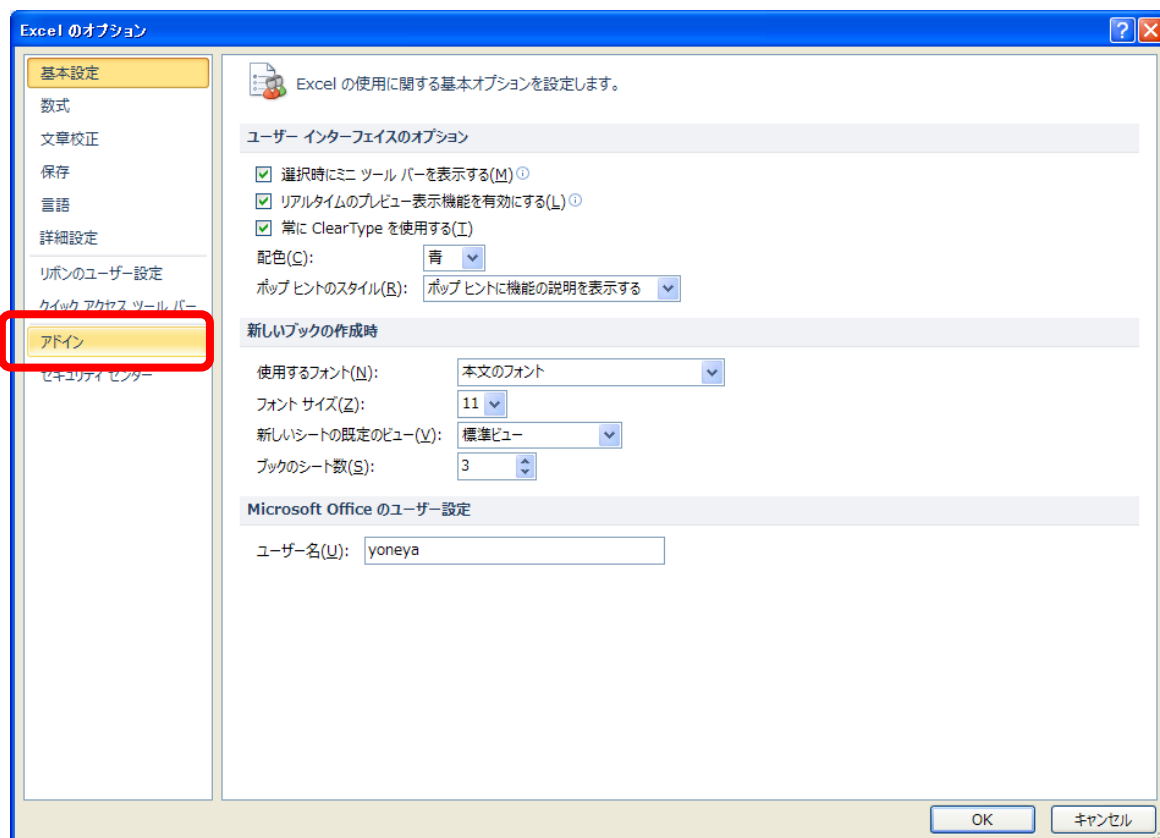 Excel のオプション
基本設定
数式
文章校正
保存
言語
詳細設定
リボンのユーザー設定
クイック アクセス ツール バー
アドイン
セキュリティ センター
Excel の使用に関する基本オプションを設定します。
ユーザー インターフェイスのオプション
選択時にミニ ツール バーを表示する(M)
リアルタイムのプレビュー表示機能を有効にする(L)
常に ClearType を使用する(T)
配色(C): 青
ポップ ヒントのスタイル(R): ポップ ヒントに機能の説明を表示する
新しいブックの作成時
使用するフォント(N): 本文のフォント
フォント サイズ(Z): 11
新しいシートの既定のビュー(V): 標準ビュー
ブックのシート数(S): 3
Microsoft Office のユーザー設定
ユーザー名(U): yoneya
OK キャンセル